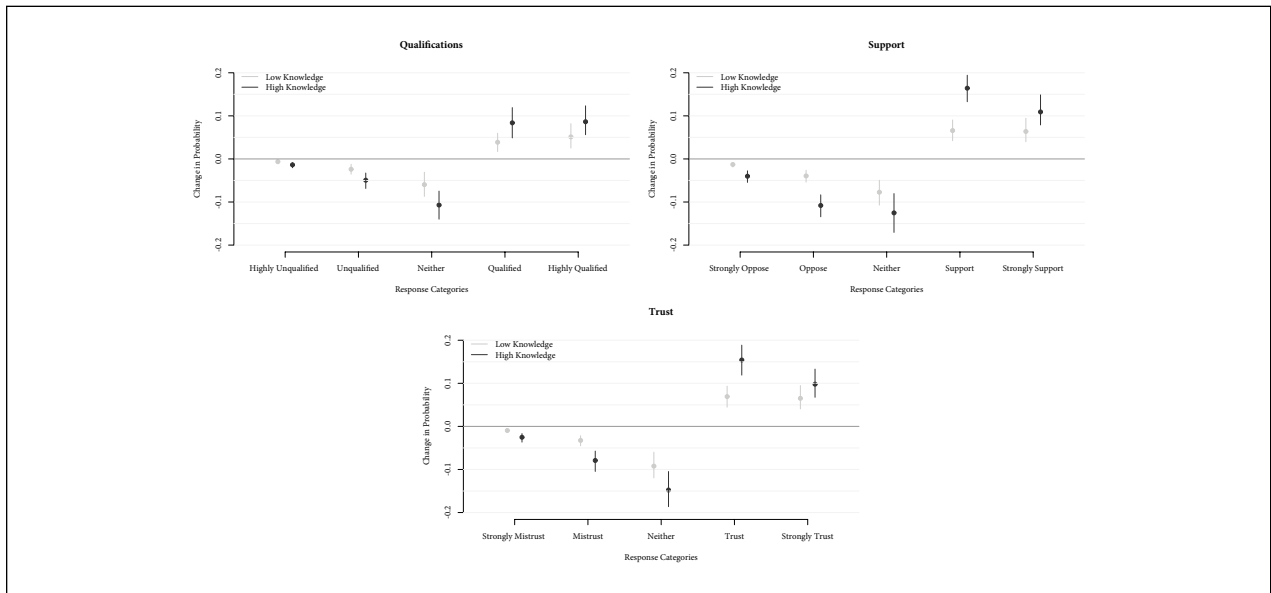 Qualifications
Low Knowledge
High Knowledge
0.2
0.1
0.0
-0.1
-0.2
Change in Probability
Highly Unqualified Unqualified Neither Qualified Highly Qualified
Response Categories
Support
Low Knowledge
High Knowledge
0.2
0.1
0.0
-0.1
-0.2
Change in Probability
Strongly Oppose Oppose Neither Support Strongly Support
Response Categories
Trust
Low Knowledge
High Knowledge
0.2
0.1
0.0
-0.1
-0.2
Change in Probability
Strongly Mistrust Mistrust Neither Trust Strongly Trust
Response Categories